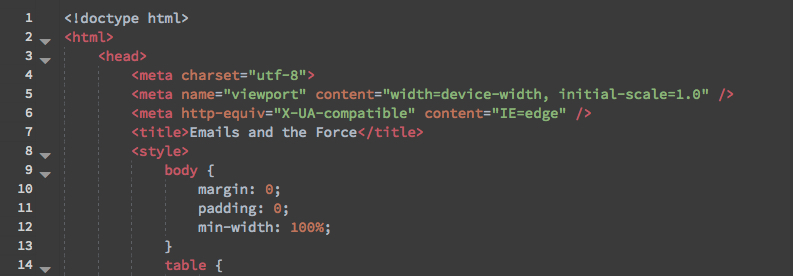 1 <!doctype html>
2 <html>
3 <head>
4 <meta charset="utf-8">
5 <meta name="viewport" content="width=device-width, initial-scale=1.0" />
6 <meta http-equiv="X-UA-compatible" content="IE=edge" />
7 <title>Emails and the Force</title>
8 <style>
9 body {
10 margin: 0;
11 padding: 0;
12 min-width: 100%;
13 }
14 table {